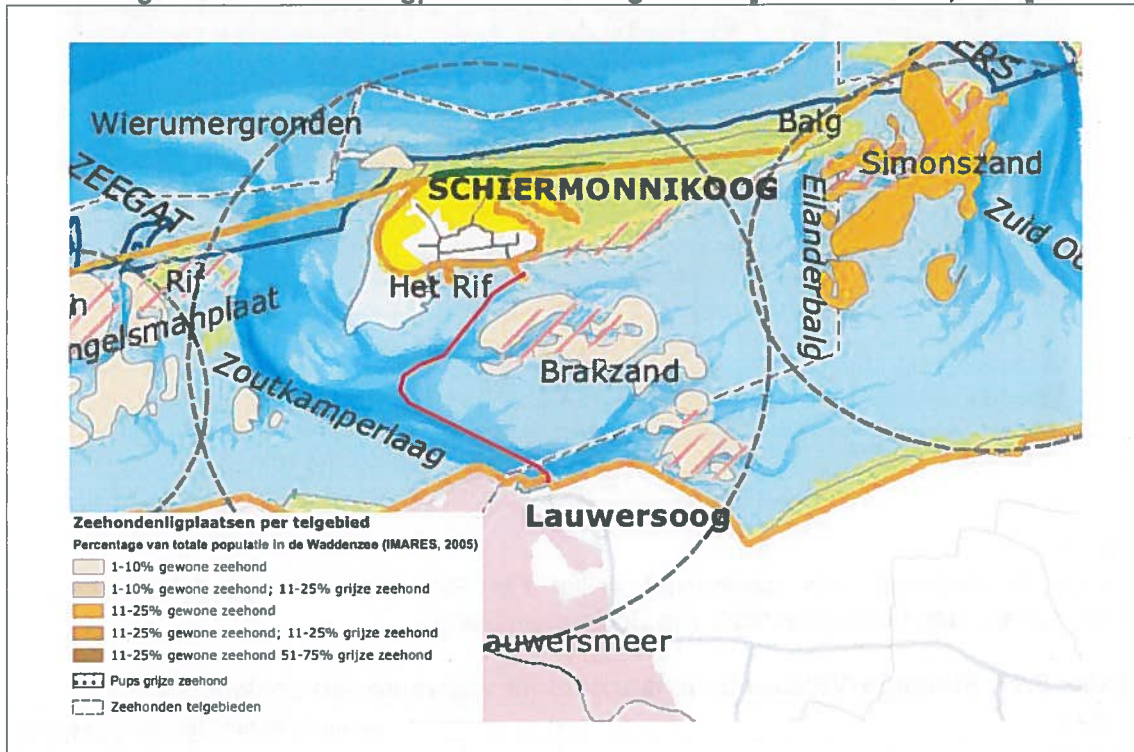 Wierumergronden
ERS
Balg
Simonszand
ZEEGAT
SCHIERMONNIKOOG
Eilanderbalg
Zuid
Rif
Het Rif
ngelsmanplaat
Brakzand
Zoutkamperlaag
Lauwersoog
auwersmeer
Zeehondenligplaatsen per telgebied
Percentage van totale populatie in de Waddenzee (IMARES, 2005)
1-10% gewone zeehond
1-10% gewone zeehond; 11-25% grijze zeehond
11-25% gewone zeehond
11-25% gewone zeehond; 11-25% grijze zeehond
11-25% gewone zeehond 51-75% grijze zeehond
Pups grijze zeehond
Zeehonden telgebieden